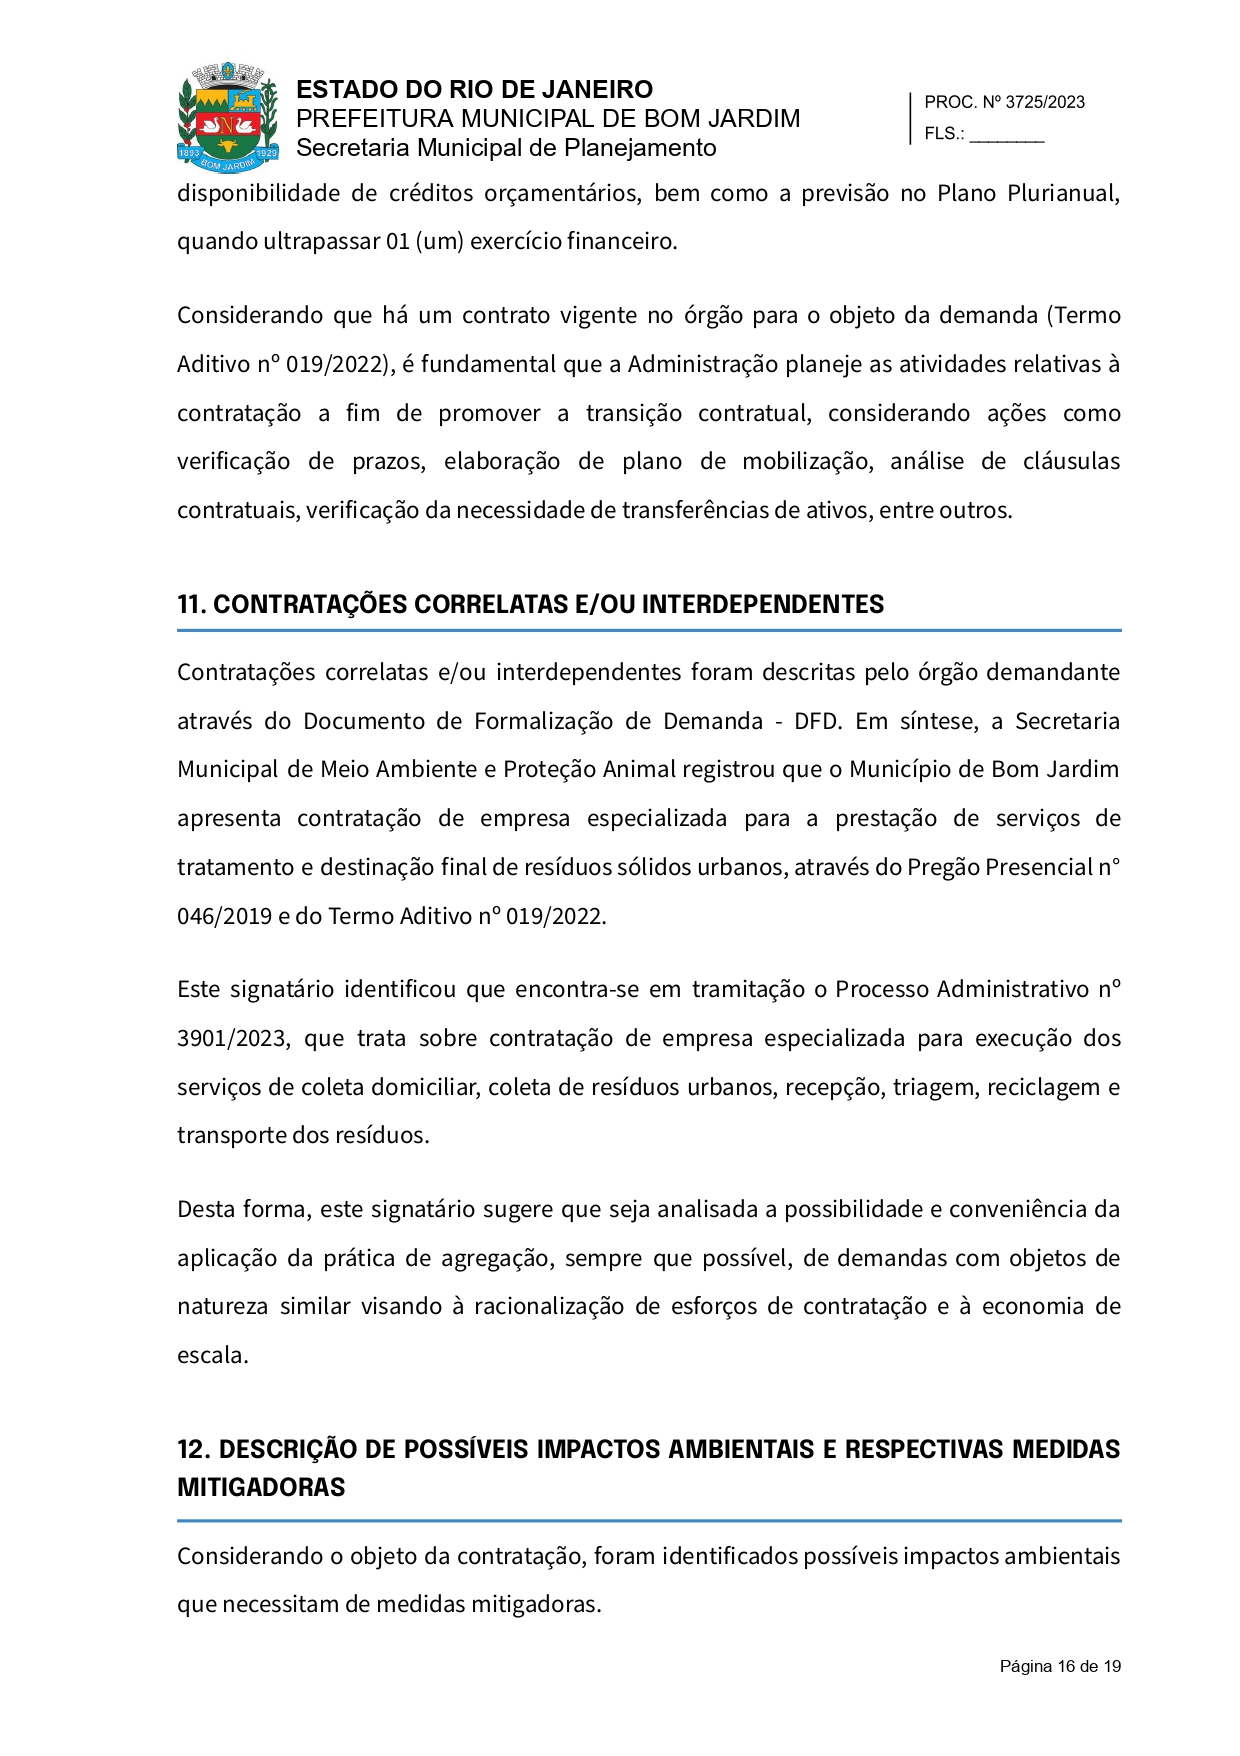 ESTADO DO RIO DE JANEIRO
PREFEITURA MUNICIPAL DE BOM JARDIM
Secretaria Municipal de Planejamento
PROC. Nº 3725/2023
FLS.: ________
1893
BOM JARDIM
1929
disponibilidade de créditos orçamentários, bem como a previsão no Plano Plurianual,
quando ultrapassar 01 (um) exercício financeiro.
Considerando que há um contrato vigente no órgão para o objeto da demanda (Termo
Aditivo nº 019/2022), é fundamental que a Administração planeje as atividades relativas à
contratação a fim de promover a transição contratual, considerando ações como
verificação de prazos, elaboração de plano de mobilização, análise de cláusulas
contratuais, verificação da necessidade de transferências de ativos, entre outros.
11. CONTRATAÇÕES CORRELATAS E/OU INTERDEPENDENTES
Contratações correlatas e/ou interdependentes foram descritas pelo órgão demandante
através do Documento de Formalização de Demanda - DFD. Em síntese, a Secretaria
Municipal de Meio Ambiente e Proteção Animal registrou que o Município de Bom Jardim
apresenta contratação de empresa especializada para a prestação de serviços de
tratamento e destinação final de resíduos sólidos urbanos, através do Pregão Presencial n°
046/2019 e do Termo Aditivo nº 019/2022.
Este signatário identificou que encontra-se em tramitação o Processo Administrativo nº
3901/2023, que trata sobre contratação de empresa especializada para execução dos
serviços de coleta domiciliar, coleta de resíduos urbanos, recepção, triagem, reciclagem e
transporte dos resíduos.
Desta forma, este signatário sugere que seja analisada a possibilidade e conveniência da
aplicação da prática de agregação, sempre que possível, de demandas com objetos de
natureza similar visando à racionalização de esforços de contratação e à economia de
escala.
12. DESCRIÇÃO DE POSSÍVEIS IMPACTOS AMBIENTAIS E RESPECTIVAS MEDIDAS
MITIGADORAS
Considerando o objeto da contratação, foram identificados possíveis impactos ambientais
que necessitam de medidas mitigadoras.
Página 16 de 19